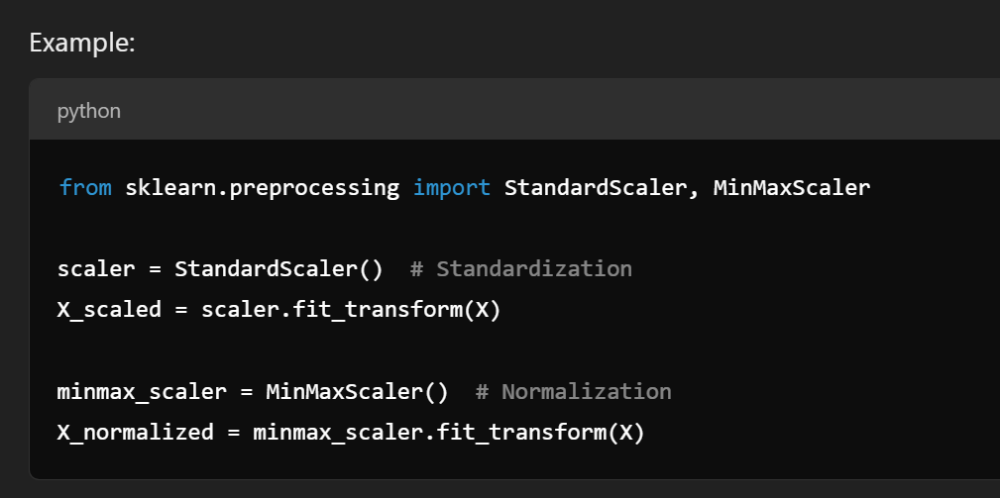 Example:
python
from sklearn.preprocessing import StandardScaler, MinMaxScaler
scaler = StandardScaler()  # Standardization
X_scaled = scaler.fit_transform(X)
minmax_scaler = MinMaxScaler()  # Normalization
X_normalized = minmax_scaler.fit_transform(X)